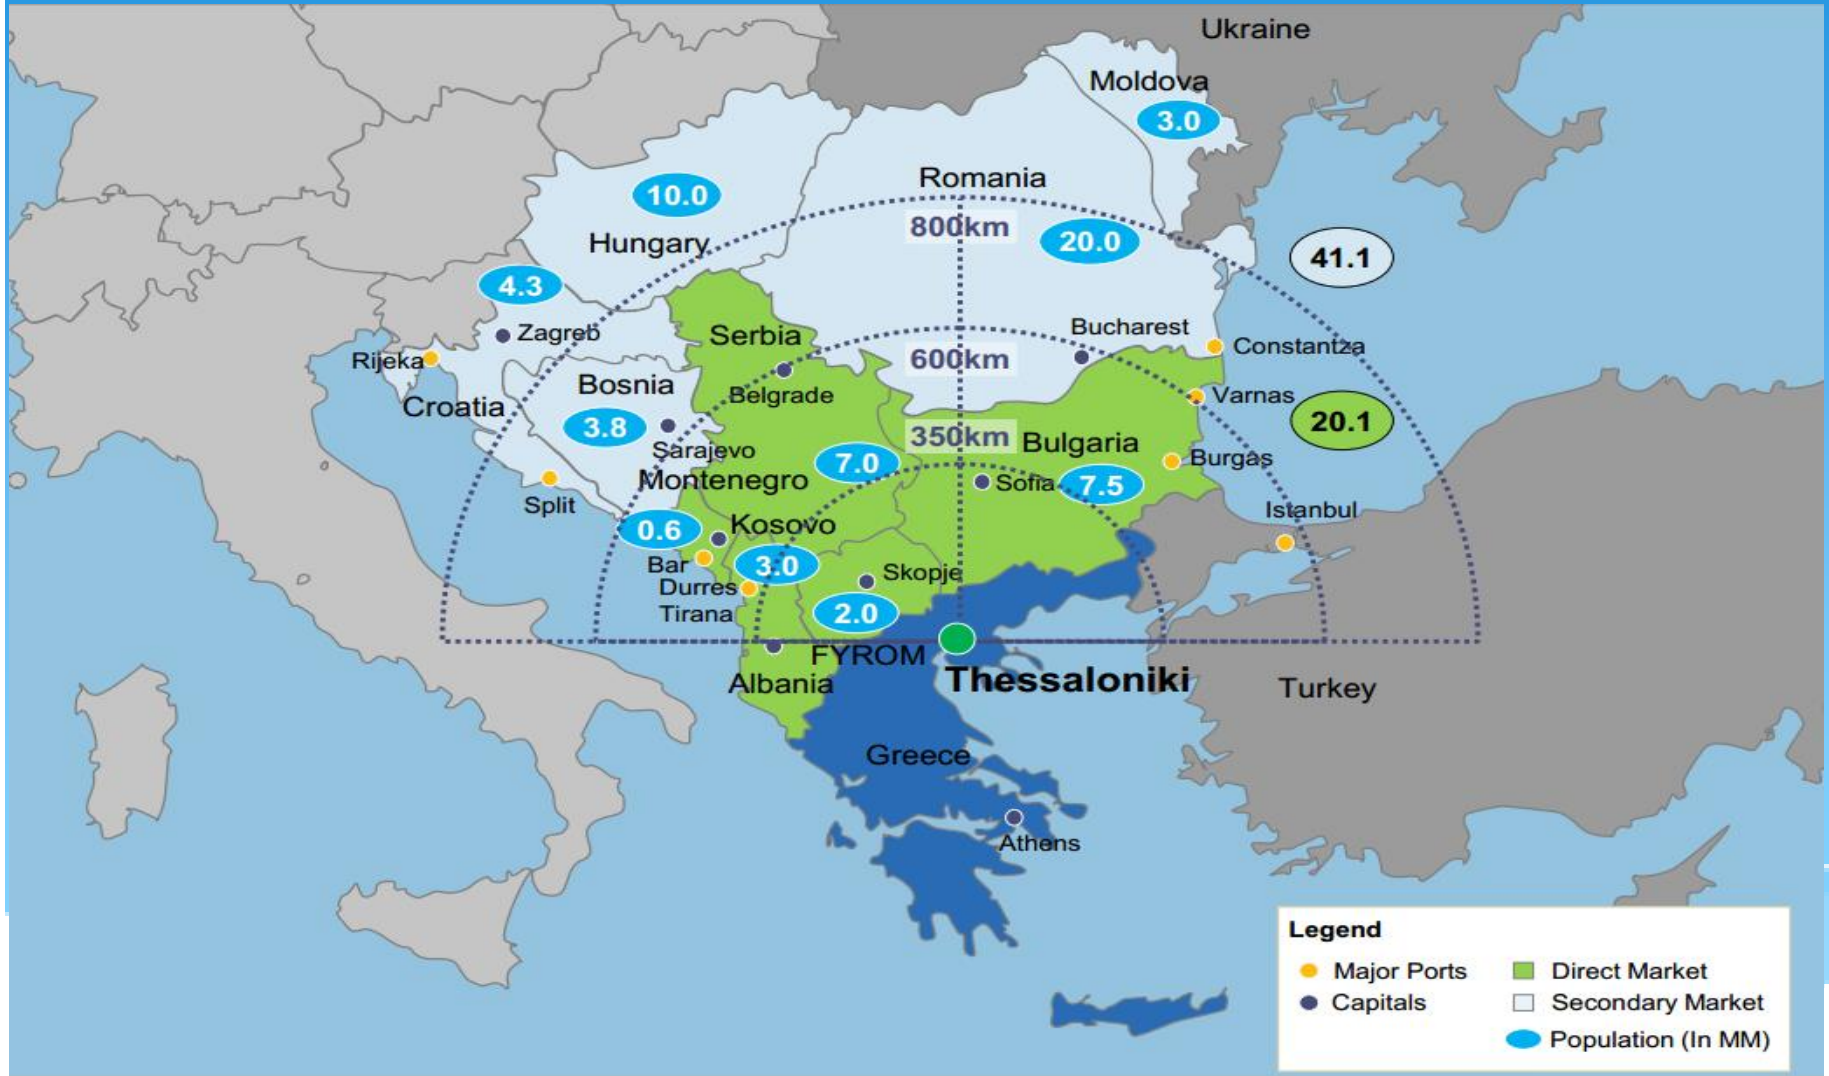 Ukraine
Moldova
3.0
Romania
10.0
800km
20.0
Hungary
41.1
4.3
Zagreb
Serbia
Bucharest
Constantza
Rijeka
600km
Bosnia
Belgrade
Varnas
Croatia
20.1
3.8
350km
Bulgaria
Sarajevo
7.0
Burgas
Montenegro
Sofia
7.5
Split
Istanbul
0.6
Kosovo
Bar
3.0
Skopje
Durres
Tirana
2.0
FYROM
Thessaloniki
Albania
Turkey
Greece
Athens
Legend
Major Ports
Direct Market
Capitals
Secondary Market
Population (In MM)